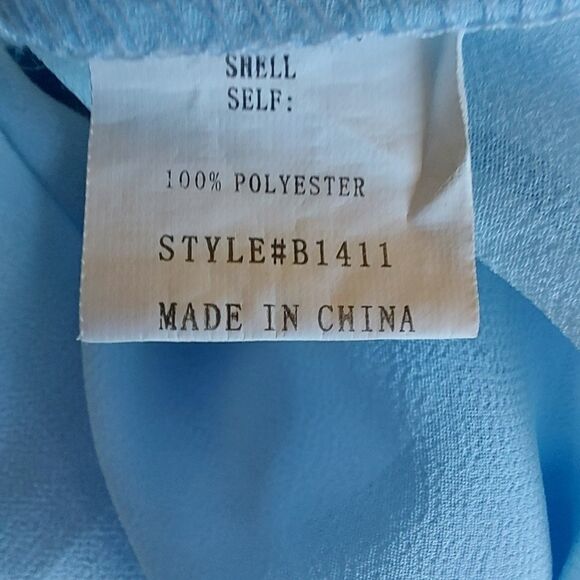 SHELL
SELF:
100% POLYESTER
STYLE#B1411
MADE IN CHINA